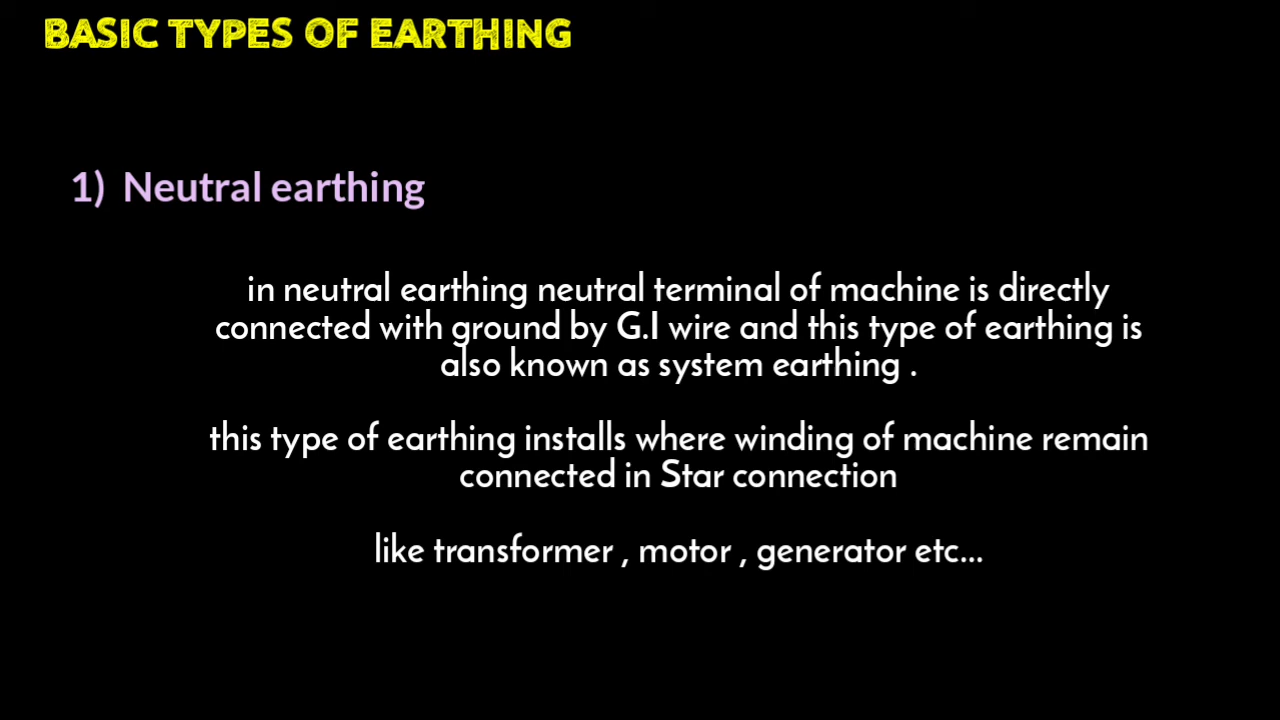 BASIC TYPES OF EARTHING
1) Neutral earthing
in neutral earthing neutral terminal of machine is directly
connected with ground by G.I wire and this type of earthing is
also known as system earthing .
this type of earthing installs where winding of machine remain
connected in Star connection
like transformer , motor , generator etc...